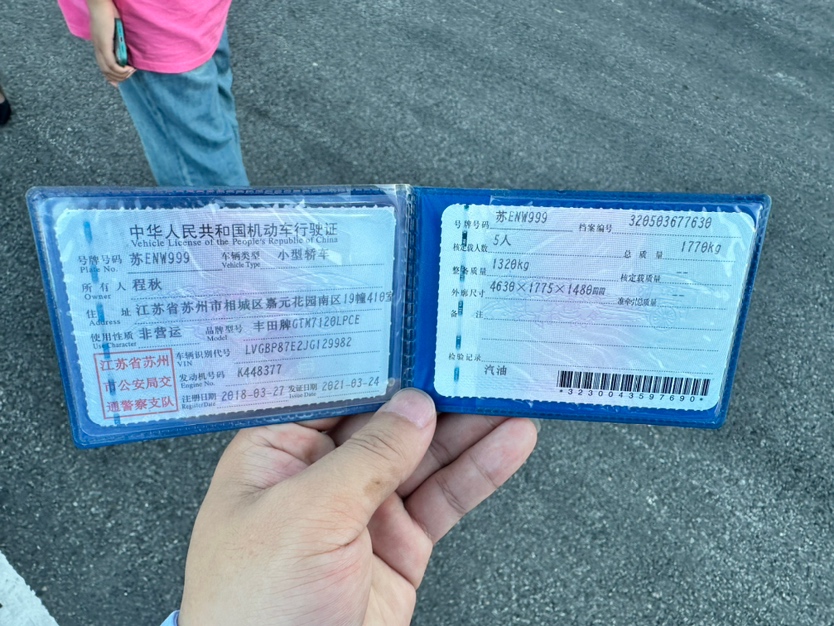 中华人民共和国机动车行驶证
Vehicle License of the People's Republic of China
号牌号码 苏ENW999 车辆类型 小型轿车
Plate No. Vehicle Type
所有人 程秋
Owner
住址 江苏省苏州市相城区嘉元花园南区19幢410室
Address
使用性质 非营运 品牌型号 丰田牌GTM7120LPCE
Use Character Model
江苏省苏州
市公安局交
通警察支队
车辆识别代号 LVGBP87E2JG129982
VIN
发动机号码 K448377
Engine No.
注册日期 2018-03-27 发证日期 2021-03-24
Register Date Issue Date
号牌号码 苏ENW999 档案编号 320503677630
核定载人数 5人 总质量 1770kg
整备质量 1320kg 核定载质量 --
外廓尺寸 4630×1775×1480mm 准牵引总质量 --
备注
检验记录
汽油
*3230043597690*